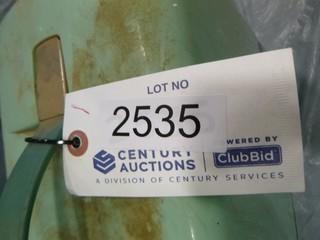 LOT NO
2535
CENTURY
AUCTIONS
WERED BY
ClubBid
A DIVISION OF CENTURY SERVICES